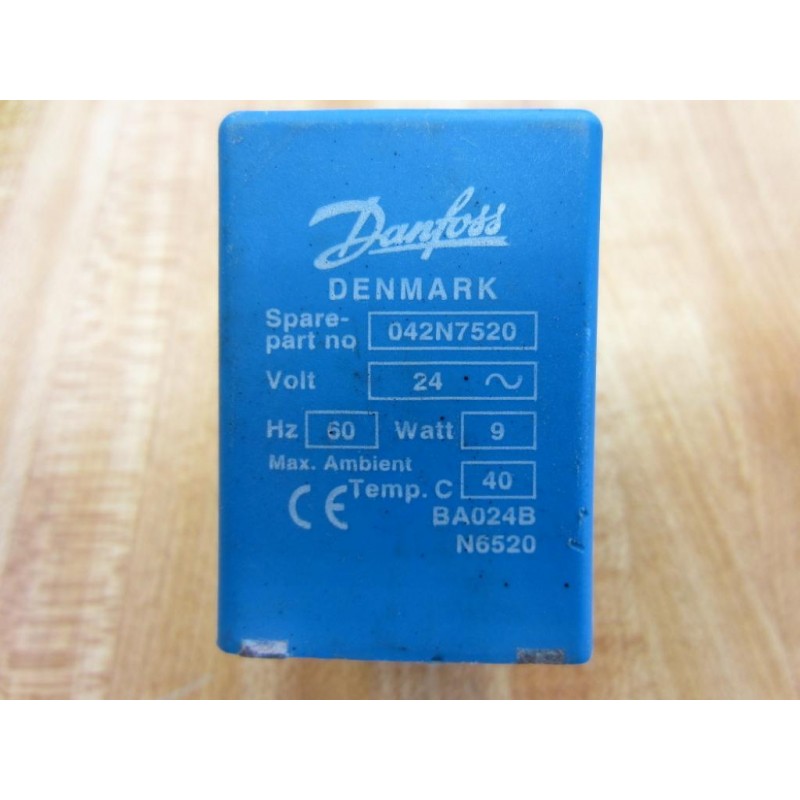 Danfoss
DENMARK
Spare-
part no 042N7520
Volt 24 ~
Hz 60 Watt 9
Max. Ambient
Temp. C 40
CE BA024B
N6520